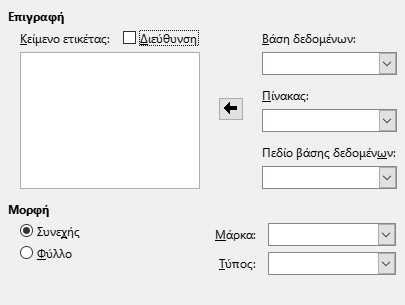 Επιγραφή
Κείμενο ετικέτας: Διεύθυνση
Βάση δεδομένων:
Πίνακας:
Πεδίο βάσης δεδομένων:
Μορφή
Συνεχής
Φύλλο
Μάρκα:
Τύπος: